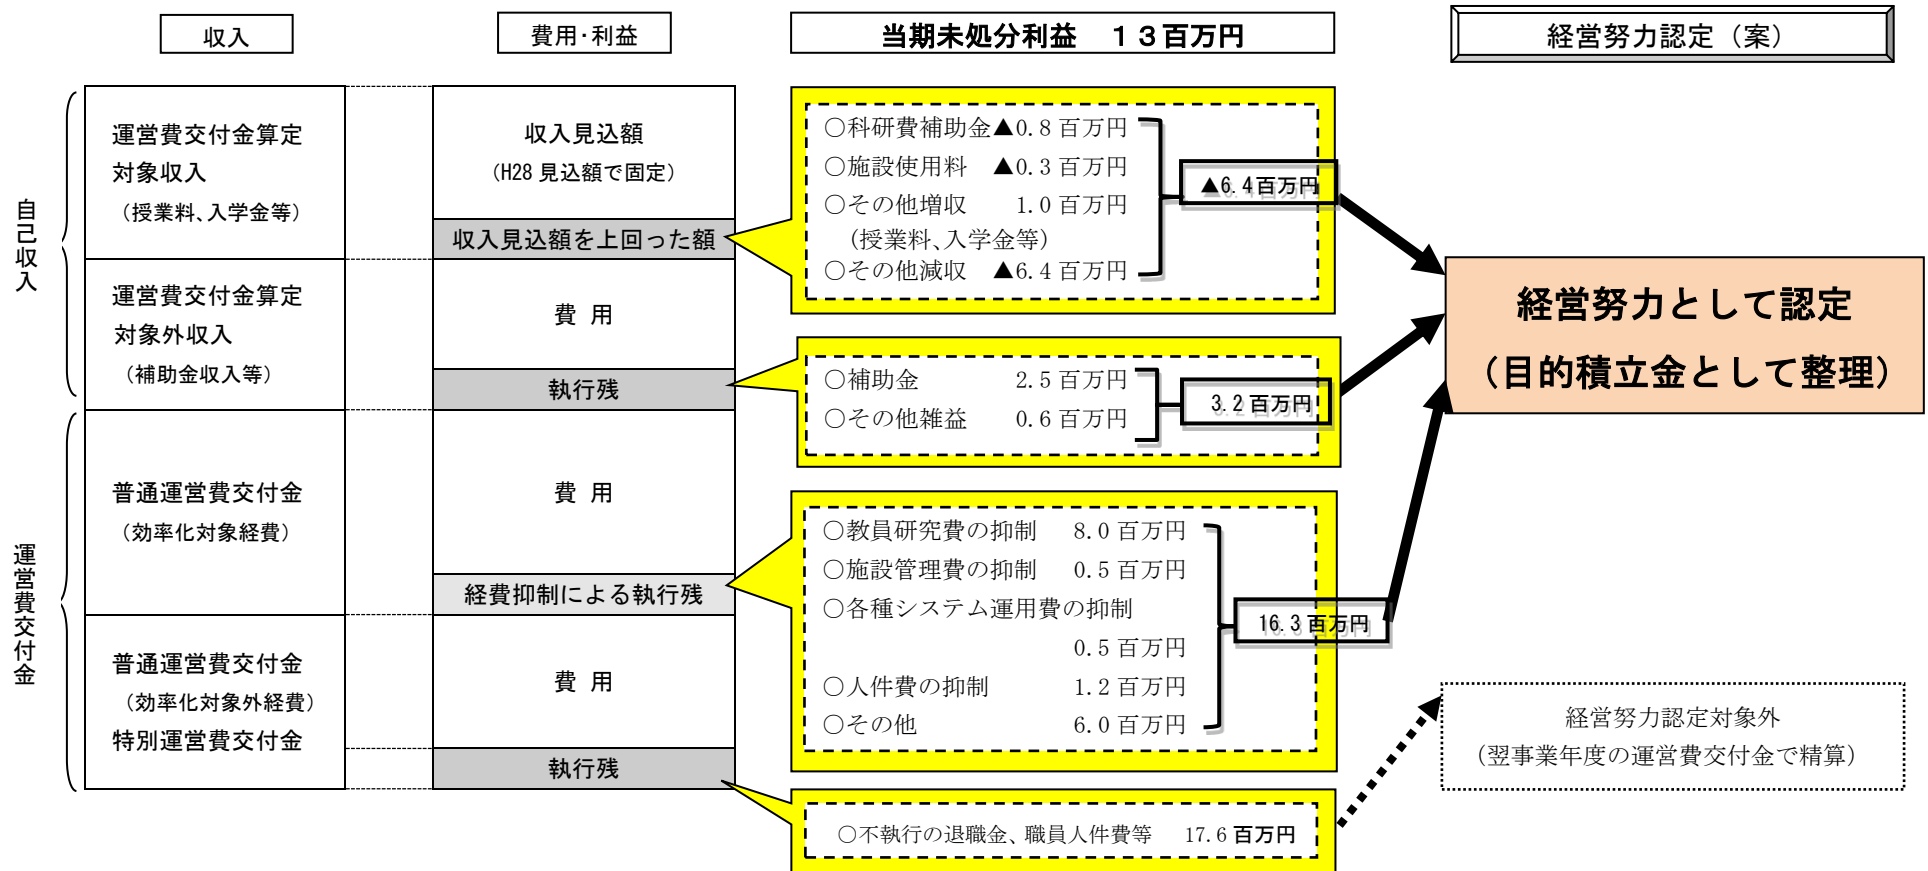 収入
費用･利益
当期未処分利益　１３百万円
経営努力認定（案）
自己収入
運営費交付金算定
対象収入
（授業料、入学金等）
収入見込額
（H28 見込額で固定）
収入見込額を上回った額
○科研費補助金▲0.8 百万円
○施設使用料　▲0.3 百万円
○その他増収　1.0 百万円
（授業料、入学金等）
○その他減収　▲6.4 百万円
▲6.4百万円
運営費交付金算定
対象外収入
（補助金収入等）
費 用
執行残
○補助金　2.5 百万円
○その他雑益　0.6 百万円
3.2 百万円
経営努力として認定
（目的積立金として整理）
運営費交付金
普通運営費交付金
（効率化対象経費）
費 用
経費抑制による執行残
○教員研究費の抑制　8.0 百万円
○施設管理費の抑制　0.5 百万円
○各種システム運用費の抑制
0.5 百万円
○人件費の抑制　1.2 百万円
○その他　6.0 百万円
16.3 百万円
普通運営費交付金
（効率化対象外経費）
特別運営費交付金
費 用
執行残
○不執行の退職金、職員人件費等　17.6 百万円
経営努力認定対象外
（翌事業年度の運営費交付金で精算）